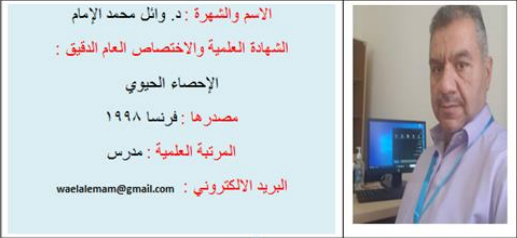 الاسم والشهرة : د. وائل محمد الإمام
الشهادة العلمية والاختصاص العام الدقيق :
الإحصاء الحيوي
مصدرها : فرنسا ١٩٩٨
المرتبة العلمية : مدرس
البريد الالكتروني : waelalemam@gmail.com